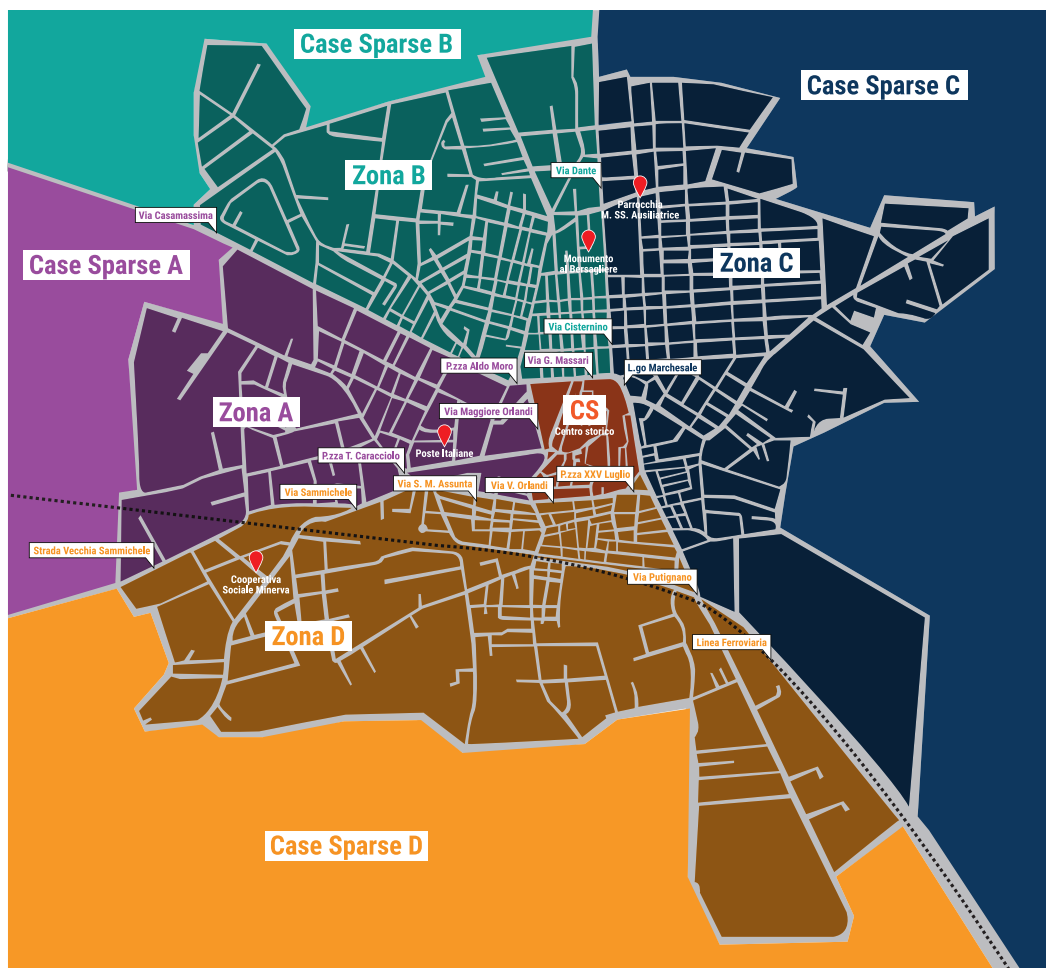 Case Sparse B
Case Sparse C
Via Dante
Zona B
Parrocchia
M. SS. Ausiliatrice
Via Casamassima
Monumento
al Bersagliere
Zona C
Case Sparse A
Via Cisternino
P.zza Aldo Moro
Via G. Massari
L.go Marchesale
Zona A
Via Maggiore Orlandi
CS
Centro storico
Poste Italiane
P.zza T. Caracciolo
P.zza XXV Luglio
Via S. M. Assunta
Via V. Orlandi
Via Sammichele
Strada Vecchia Sammichele
Cooperativa
Sociale Minerva
Via Putignano
Zona D
Linea Ferroviaria
Case Sparse D